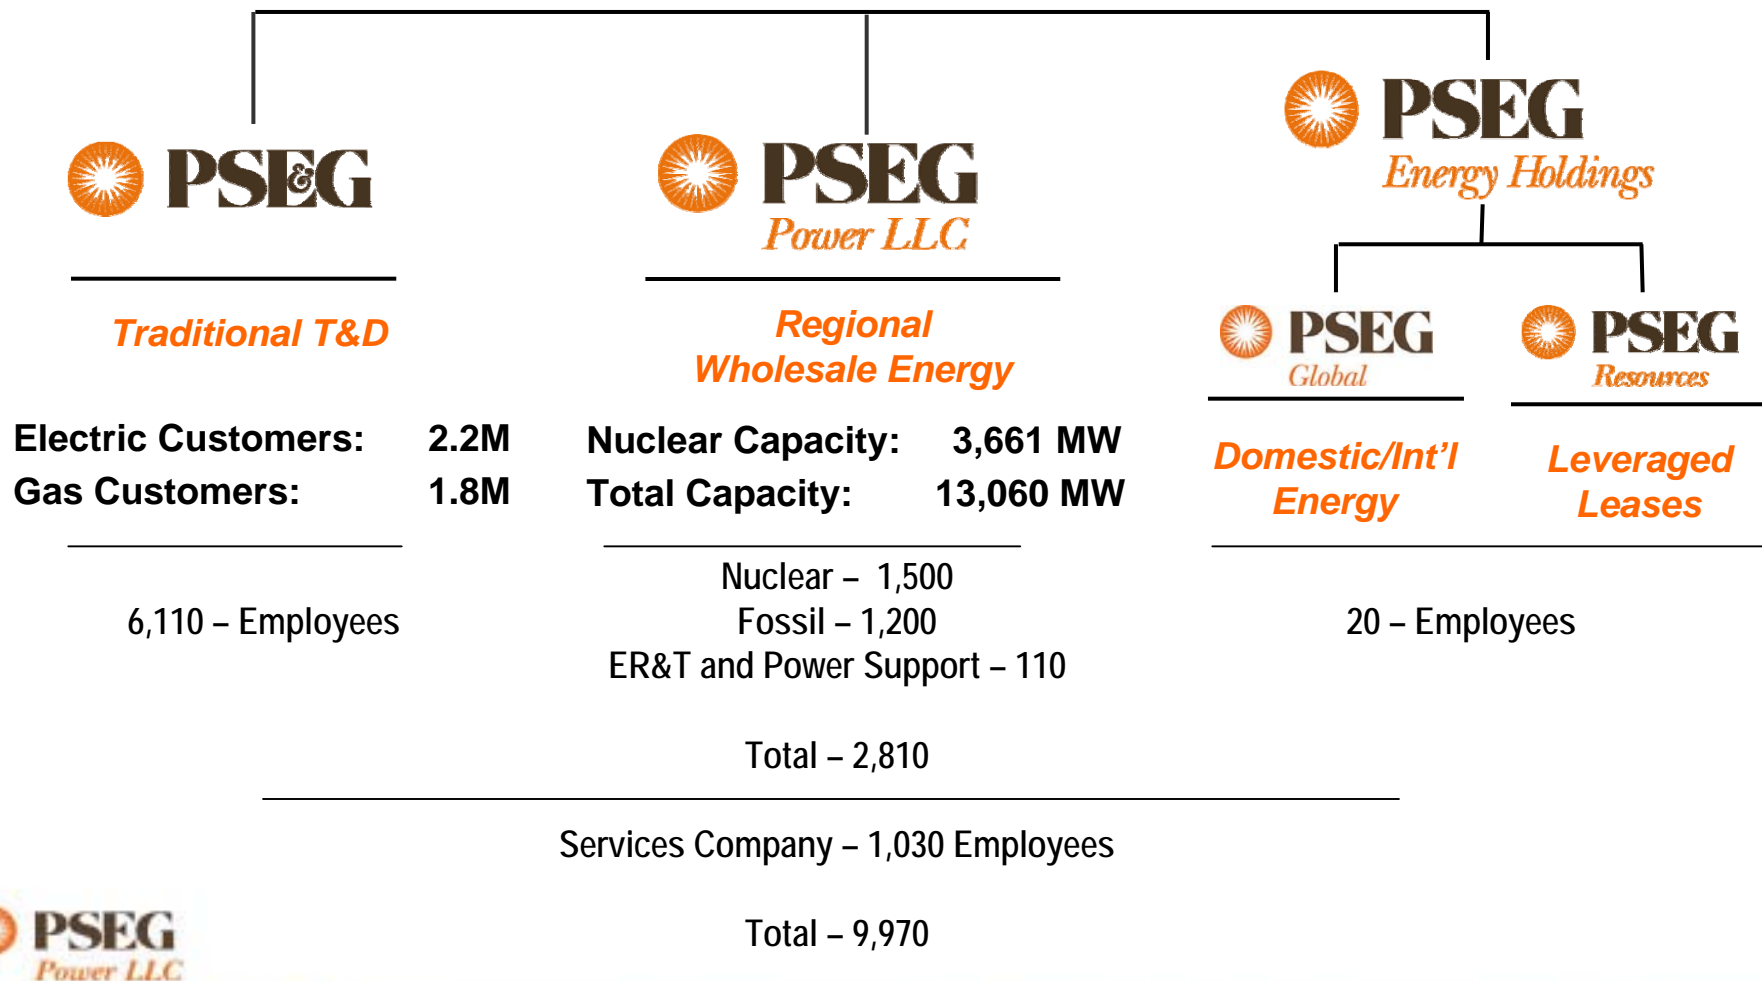 PSE&G
Traditional T&D
Electric Customers: 2.2M
Gas Customers: 1.8M
6,110 – Employees
PSEG
Power LLC
Regional
Wholesale Energy
Nuclear Capacity: 3,661 MW
Total Capacity: 13,060 MW
Nuclear – 1,500
Fossil – 1,200
ER&T and Power Support – 110
Total – 2,810
PSEG
Energy Holdings
PSEG
Global
Domestic/Int'l
Energy
PSEG
Resources
Leveraged
Leases
20 – Employees
Services Company – 1,030 Employees
Total – 9,970
PSEG
Power LLC